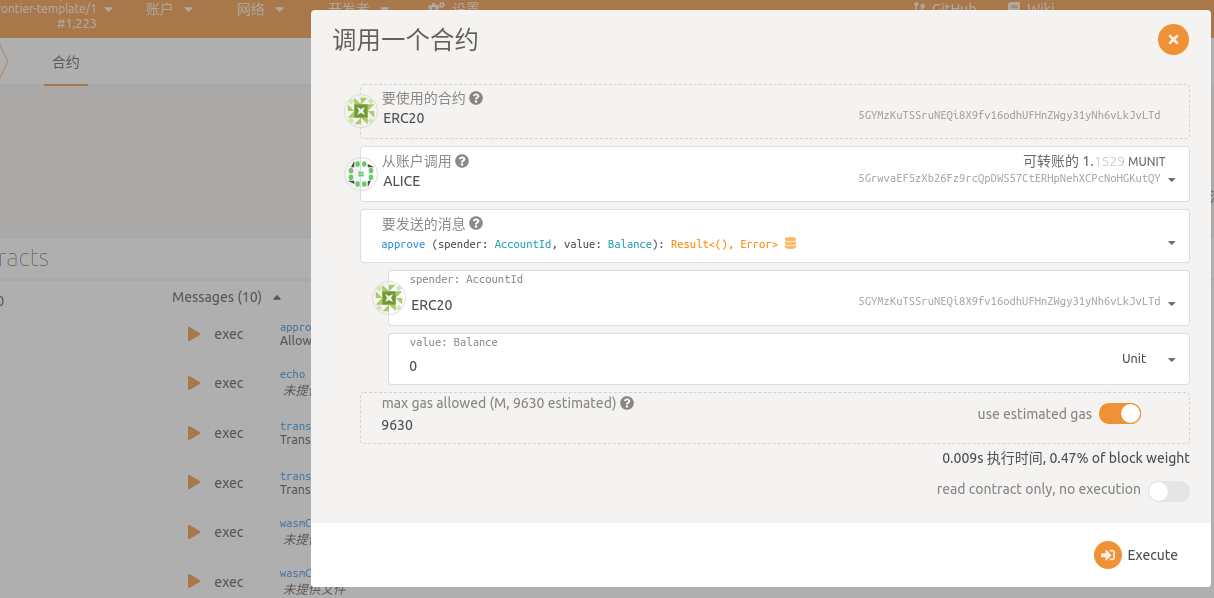 frontier-template/1
#1,223
账户
网络
开发者
设置
GitHub
Wiki
合约
racts
0
Messages (10)
exec
appro
Allow
exec
echo
未提供
exec
trans
Trans
exec
trans
Trans
exec
wasmC
未提供
exec
wasmC
未提供文件
调用一个合约
要使用的合约
ERC20
5GYMzKuTSSruNEQi8X9fv16odhUFHnZWgy31yNh6vLkJvLTd
从账户调用
可转账的 1.1529 MUNIT
ALICE
5GrwvaEF5zXb26Fz9rcQpDWS57CtERHpNehXCPcNoHGKutQY
要发送的消息
approve (spender: AccountId, value: Balance): Result<(), Error>
spender: AccountId
ERC20
5GYMzKuTSSruNEQi8X9fv16odhUFHnZWgy31yNh6vLkJvLTd
value: Balance
0
Unit
max gas allowed (M, 9630 estimated)
9630
use estimated gas
0.009s 执行时间, 0.47% of block weight
read contract only, no execution
Execute